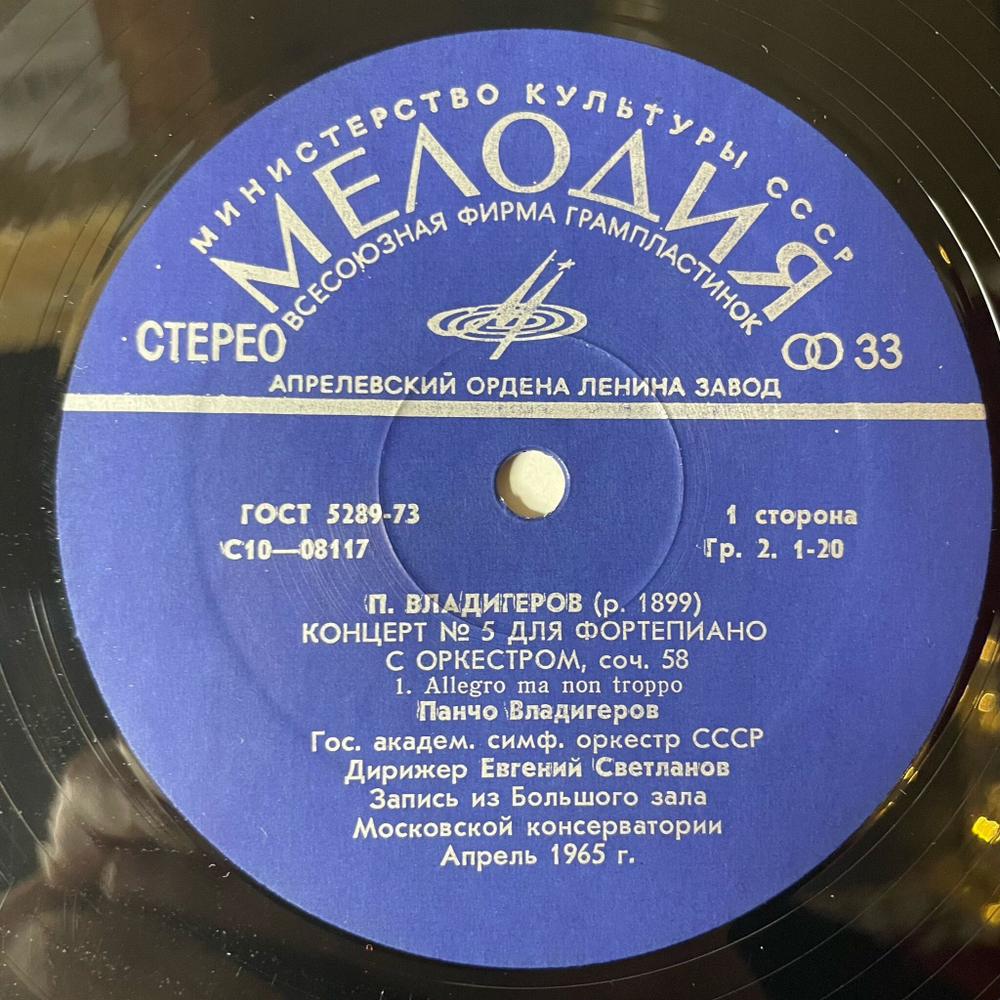 МИНИСТЕРСТВО КУЛЬТУРЫ СССР
МЕЛОДИЯ
ВСЕСОЮЗНАЯ ФИРМА ГРАМПЛАСТИНОК
СТЕРЕО
33
АПРЕЛЕВСКИЙ ОРДЕНА ЛЕНИНА ЗАВОД
ГОСТ 5289-73
1 сторона
С10—08117
Гр. 2. 1-20
П. ВЛАДИГЕРОВ (р. 1899)
КОНЦЕРТ № 5 ДЛЯ ФОРТЕПИАНО
С ОРКЕСТРОМ, соч. 58
1. Allegro ma non troppo
Панчо Владигеров
Гос. академ. симф. оркестр СССР
Дирижер Евгений Светланов
Запись из Большого зала
Московской консерватории
Апрель 1965 г.